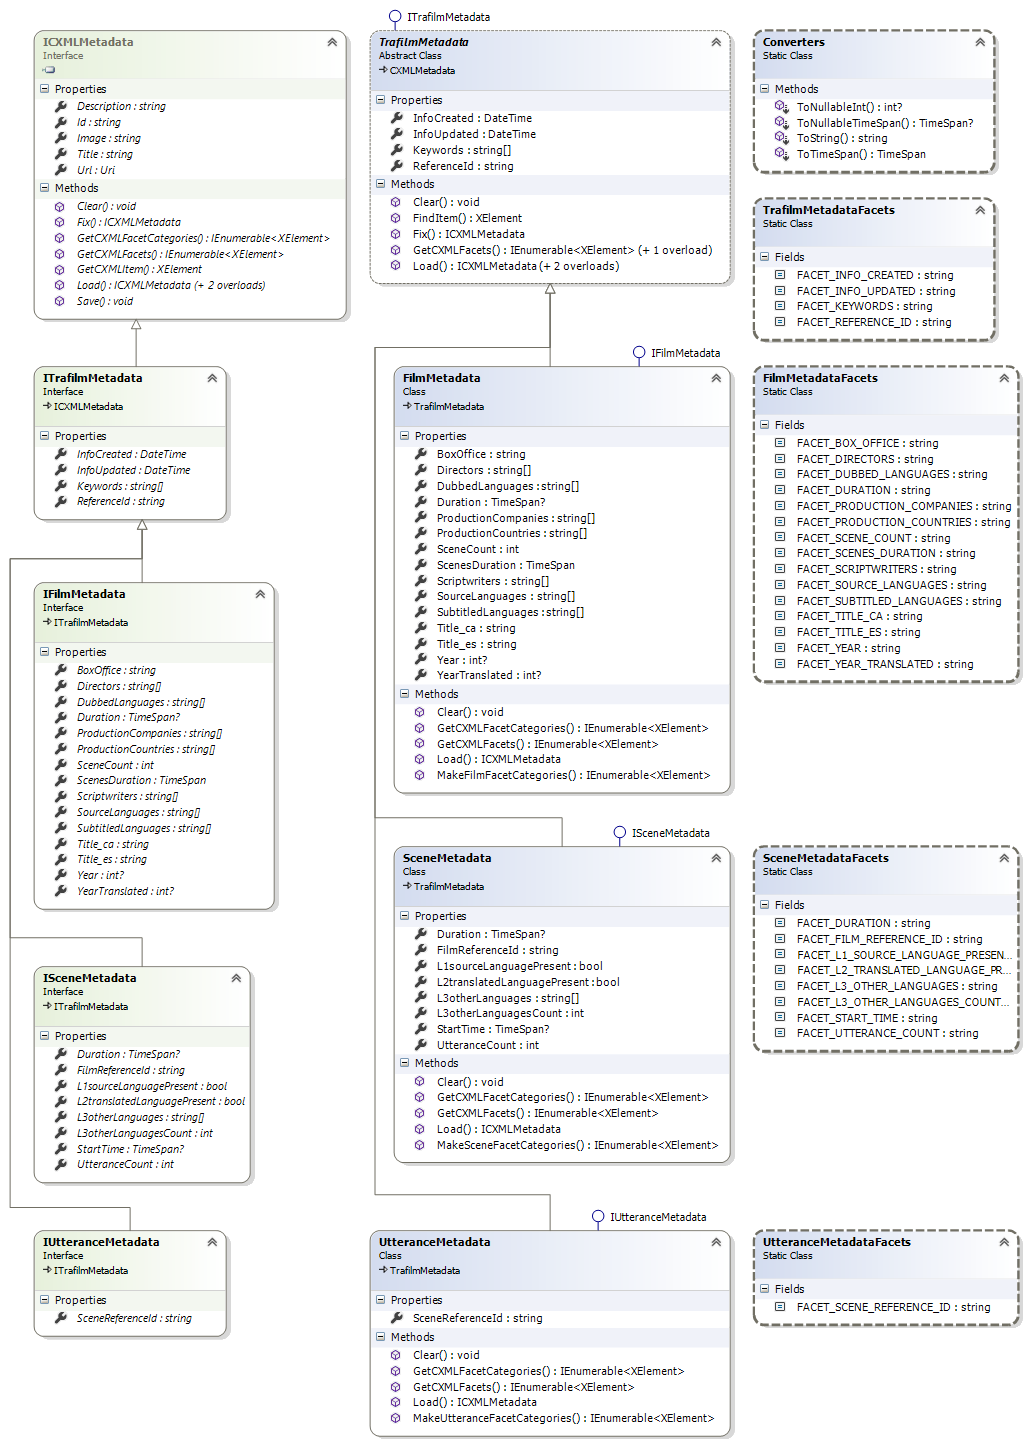 ICXMLMetadata
Interface
Properties
Description : string
Id : string
Image : string
Title : string
Url : Uri
Methods
Clear() : void
Fix() : ICXMLMetadata
GetCXMLFacetCategories() : IEnumerable<XElement>
GetCXMLFacets() : IEnumerable<XElement>
GetCXMLItem() : XElement
Load() : ICXMLMetadata (+ 2 overloads)
Save() : void
ITrafilmMetadata
Interface
ICXMLMetadata
Properties
InfoCreated : DateTime
InfoUpdated : DateTime
Keywords : string[]
ReferenceId : string
IFilmMetadata
Interface
ITrafilmMetadata
Properties
BoxOffice : string
Directors : string[]
DubbedLanguages : string[]
Duration : TimeSpan?
ProductionCompanies : string[]
ProductionCountries : string[]
SceneCount : int
ScenesDuration : TimeSpan
Scriptwriters : string[]
SourceLanguages : string[]
SubtitledLanguages : string[]
Title_ca : string
Title_es : string
Year : int?
YearTranslated : int?
ISceneMetadata
Interface
ITrafilmMetadata
Properties
Duration : TimeSpan?
FilmReferenceId : string
L1sourceLanguagePresent : bool
L2translatedLanguagePresent : bool
L3otherLanguages : string[]
L3otherLanguagesCount : int
StartTime : TimeSpan?
UtteranceCount : int
IUtteranceMetadata
Interface
ITrafilmMetadata
Properties
SceneReferenceId : string
ITrafilmMetadata
TrafilmMetadata
Abstract Class
CXMLMetadata
Properties
InfoCreated : DateTime
InfoUpdated : DateTime
Keywords : string[]
ReferenceId : string
Methods
Clear() : void
FindItem() : XElement
Fix() : ICXMLMetadata
GetCXMLFacets() : IEnumerable<XElement> (+ 1 overload)
Load() : ICXMLMetadata (+ 2 overloads)
IFilmMetadata
FilmMetadata
Class
TrafilmMetadata
Properties
BoxOffice : string
Directors : string[]
DubbedLanguages : string[]
Duration : TimeSpan?
ProductionCompanies : string[]
ProductionCountries : string[]
SceneCount : int
ScenesDuration : TimeSpan
Scriptwriters : string[]
SourceLanguages : string[]
SubtitledLanguages : string[]
Title_ca : string
Title_es : string
Year : int?
YearTranslated : int?
Methods
Clear() : void
GetCXMLFacetCategories() : IEnumerable<XElement>
GetCXMLFacets() : IEnumerable<XElement>
Load() : ICXMLMetadata
MakeFilmFacetCategories() : IEnumerable<XElement>
ISceneMetadata
SceneMetadata
Class
TrafilmMetadata
Properties
Duration : TimeSpan?
FilmReferenceId : string
L1sourceLanguagePresent : bool
L2translatedLanguagePresent : bool
L3otherLanguages : string[]
L3otherLanguagesCount : int
StartTime : TimeSpan?
UtteranceCount : int
Methods
Clear() : void
GetCXMLFacetCategories() : IEnumerable<XElement>
GetCXMLFacets() : IEnumerable<XElement>
Load() : ICXMLMetadata
MakeSceneFacetCategories() : IEnumerable<XElement>
IUtteranceMetadata
UtteranceMetadata
Class
TrafilmMetadata
Properties
SceneReferenceId : string
Methods
Clear() : void
GetCXMLFacetCategories() : IEnumerable<XElement>
GetCXMLFacets() : IEnumerable<XElement>
Load() : ICXMLMetadata
MakeUtteranceFacetCategories() : IEnumerable<XElement>
Converters
Static Class
Methods
ToNullableInt() : int?
ToNullableTimeSpan() : TimeSpan?
ToString() : string
ToTimeSpan() : TimeSpan
TrafilmMetadataFacets
Static Class
Fields
FACET_INFO_CREATED : string
FACET_INFO_UPDATED : string
FACET_KEYWORDS : string
FACET_REFERENCE_ID : string
FilmMetadataFacets
Static Class
Fields
FACET_BOX_OFFICE : string
FACET_DIRECTORS : string
FACET_DUBBED_LANGUAGES : string
FACET_DURATION : string
FACET_PRODUCTION_COMPANIES : string
FACET_PRODUCTION_COUNTRIES : string
FACET_SCENE_COUNT : string
FACET_SCENES_DURATION : string
FACET_SCRIPTWRITERS : string
FACET_SOURCE_LANGUAGES : string
FACET_SUBTITLED_LANGUAGES : string
FACET_TITLE_CA : string
FACET_TITLE_ES : string
FACET_YEAR : string
FACET_YEAR_TRANSLATED : string
SceneMetadataFacets
Static Class
Fields
FACET_DURATION : string
FACET_FILM_REFERENCE_ID : string
FACET_L1_SOURCE_LANGUAGE_PRESEN...
FACET_L2_TRANSLATED_LANGUAGE_PR...
FACET_L3_OTHER_LANGUAGES : string
FACET_L3_OTHER_LANGUAGES_COUNT...
FACET_START_TIME : string
FACET_UTTERANCE_COUNT : string
UtteranceMetadataFacets
Static Class
Fields
FACET_SCENE_REFERENCE_ID : string